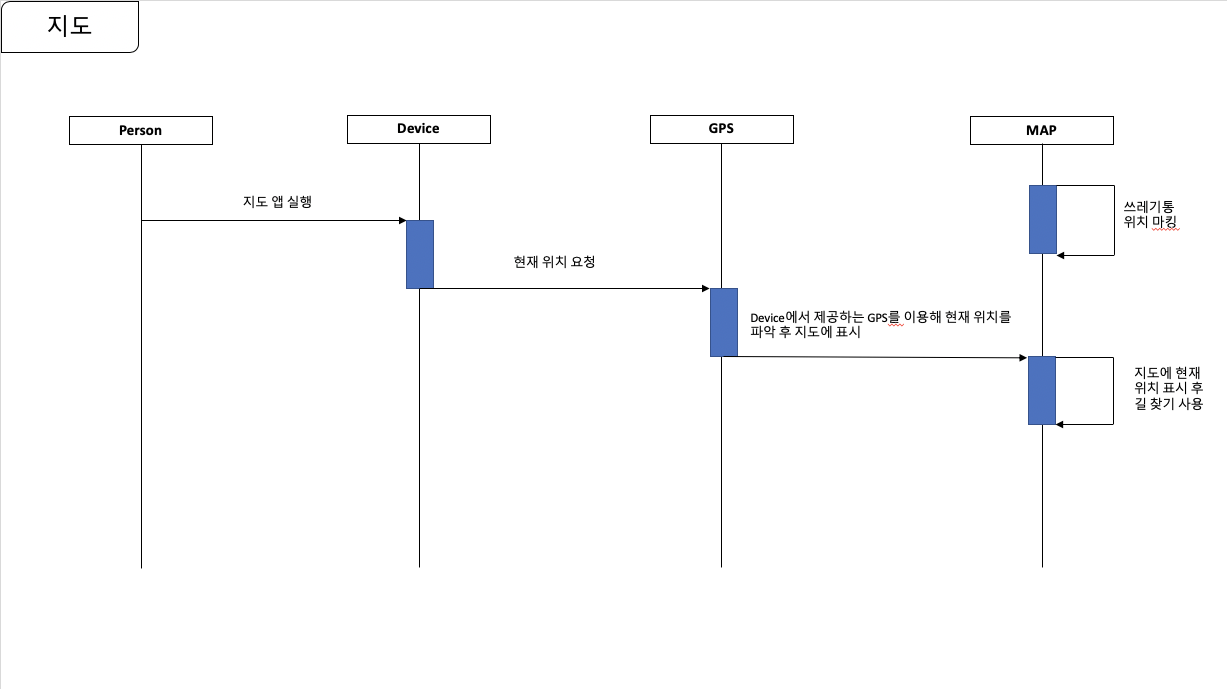 지도
Person
Device
GPS
MAP
지도 앱 실행
쓰레기통
위치 마킹
현재 위치 요청
Device에서 제공하는 GPS를 이용해 현재 위치를
파악 후 지도에 표시
지도에 현재
위치 표시 후
길 찾기 사용